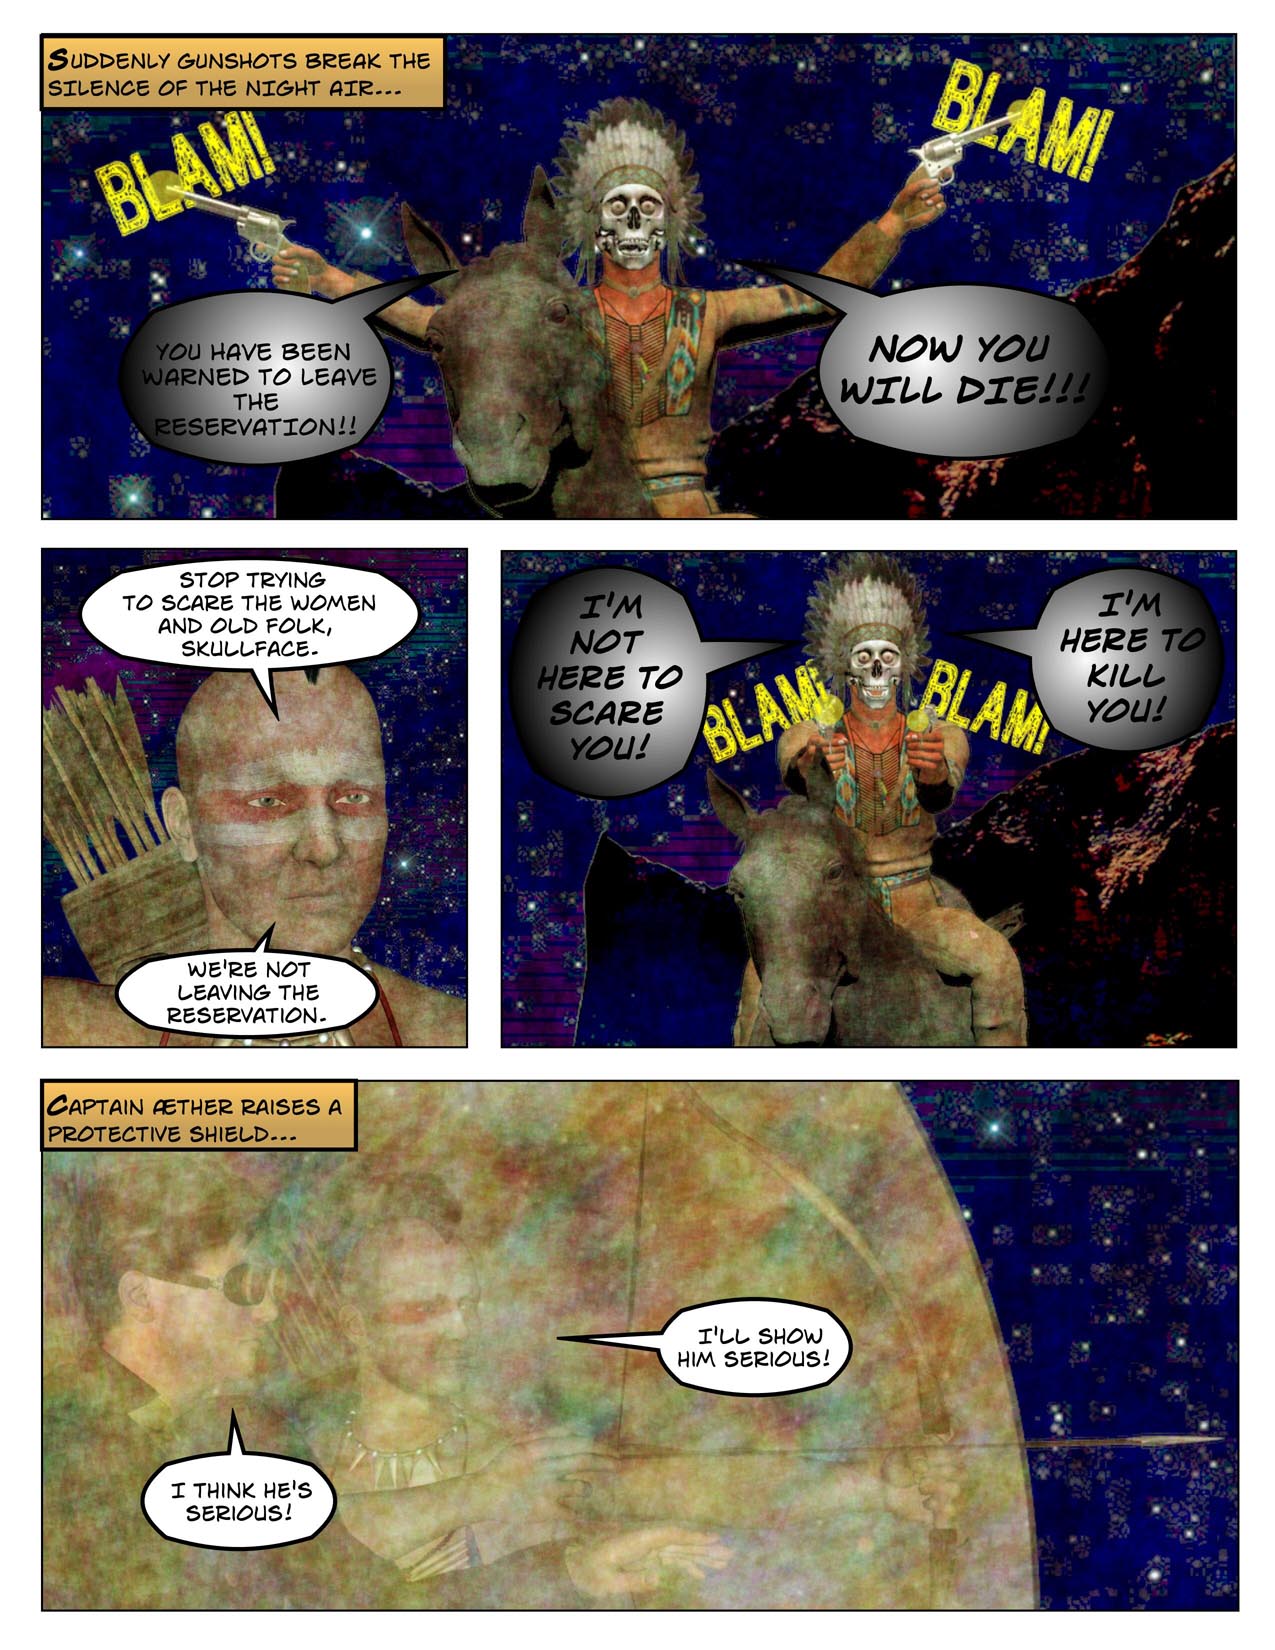 SUDDENLY GUNSHOTS BREAK THE
SILENCE OF THE NIGHT AIR...
BLAM!
BLAM!
YOU HAVE BEEN
WARNED TO LEAVE
THE
RESERVATION!!
NOW YOU
WILL DIE!!!
STOP TRYING
TO SCARE THE WOMEN
AND OLD FOLK,
SKULLFACE.
WE'RE NOT
LEAVING THE
RESERVATION.
I'M
NOT
HERE TO
SCARE
YOU!
BLAM!
BLAM!
I'M
HERE TO
KILL
YOU!
CAPTAIN ÆTHER RAISES A
PROTECTIVE SHIELD...
I'LL SHOW
HIM SERIOUS!
I THINK HE'S
SERIOUS!